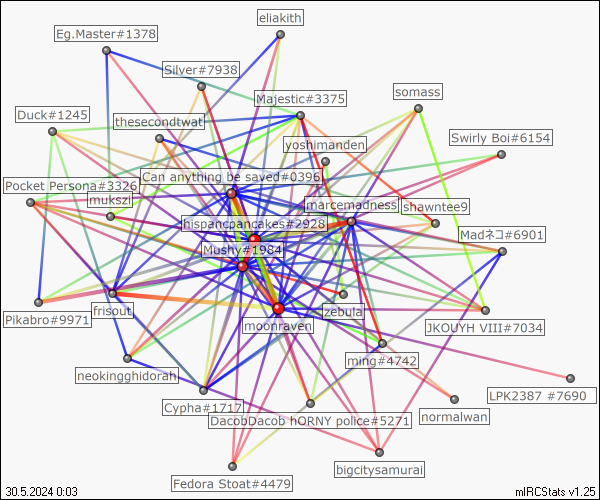 eliakith
Eg.Master#1378
Silver#7938
somass
Majestic#3375
Duck#1245
thesecondtwat
Swirly Boi#6154
yoshimanden
Can anything be saved#0396
Pocket Persona#3326
mukszi
marcemadness
shawntee9
hispancpancakes#2928
Madネコ#6901
Mushy#1984
frisout
zebula
Pikabro#9971
moonraven
JKOUYH VIII#7034
ming#4742
neokingghidorah
LPK2387 #7690
Cypha#1717
normalwan
DacobDacob hORNY police#5271
bigcitysamurai
Fedora Stoat#4479
30.5.2024 0:03
mIRCStats v1.25